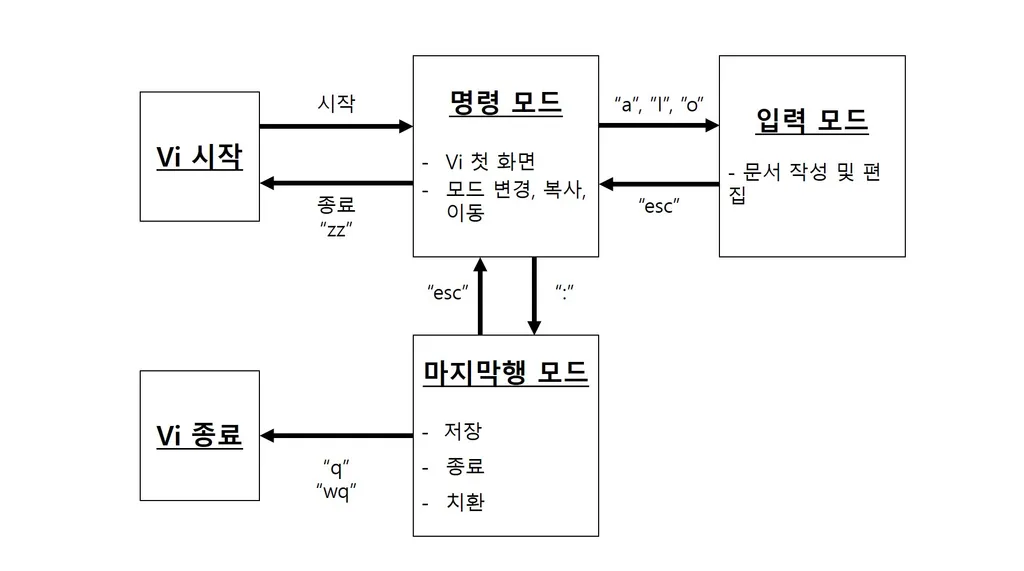 Vi 시작
시작
종료
"zz"
명령 모드
- Vi 첫 화면
- 모드 변경, 복사,
이동
"a", "I", "o"
"esc"
입력 모드
- 문서 작성 및 편
집
"esc"
":"
마지막행 모드
- 저장
- 종료
- 치환
"q"
"wq"
Vi 종료